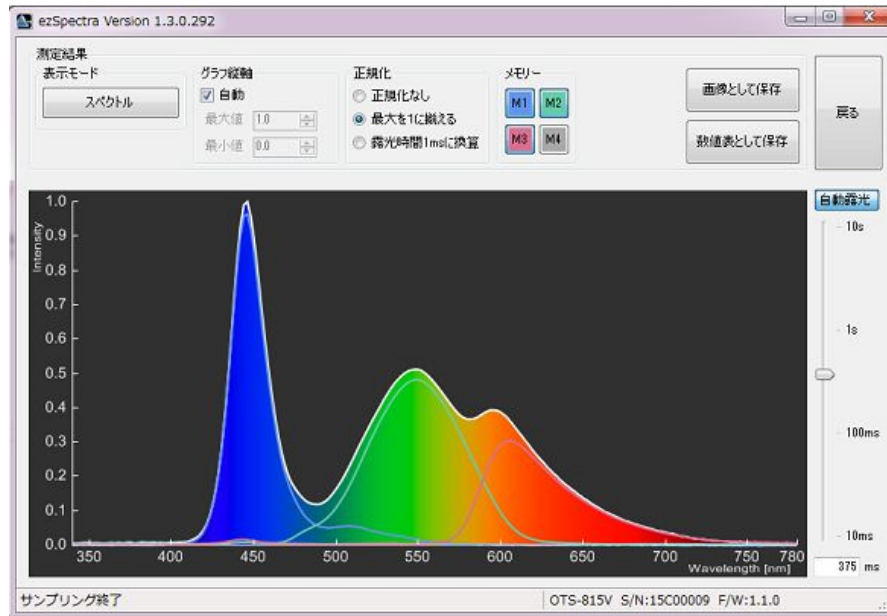 ezSpectra Version 1.3.0.292
測定結果
表示モード
スペクトル
グラフ縦軸
自動
最大値 1.0
最小値 0.0
正規化
正規化なし
最大を1に揃える
露光時間1msに換算
メモリー
M1 M2
M3 M4
画像として保存
数値表として保存
戻る
自動露光
10s
1s
100ms
10ms
375 ms
Intensity
1.0
0.9
0.8
0.7
0.6
0.5
0.4
0.3
0.2
0.1
0.0
350 400 450 500 550 600 650 700 750 780
Wavelength [nm]
サンプリング終了
OTS-815V S/N:15C00009 F/W:1.1.0